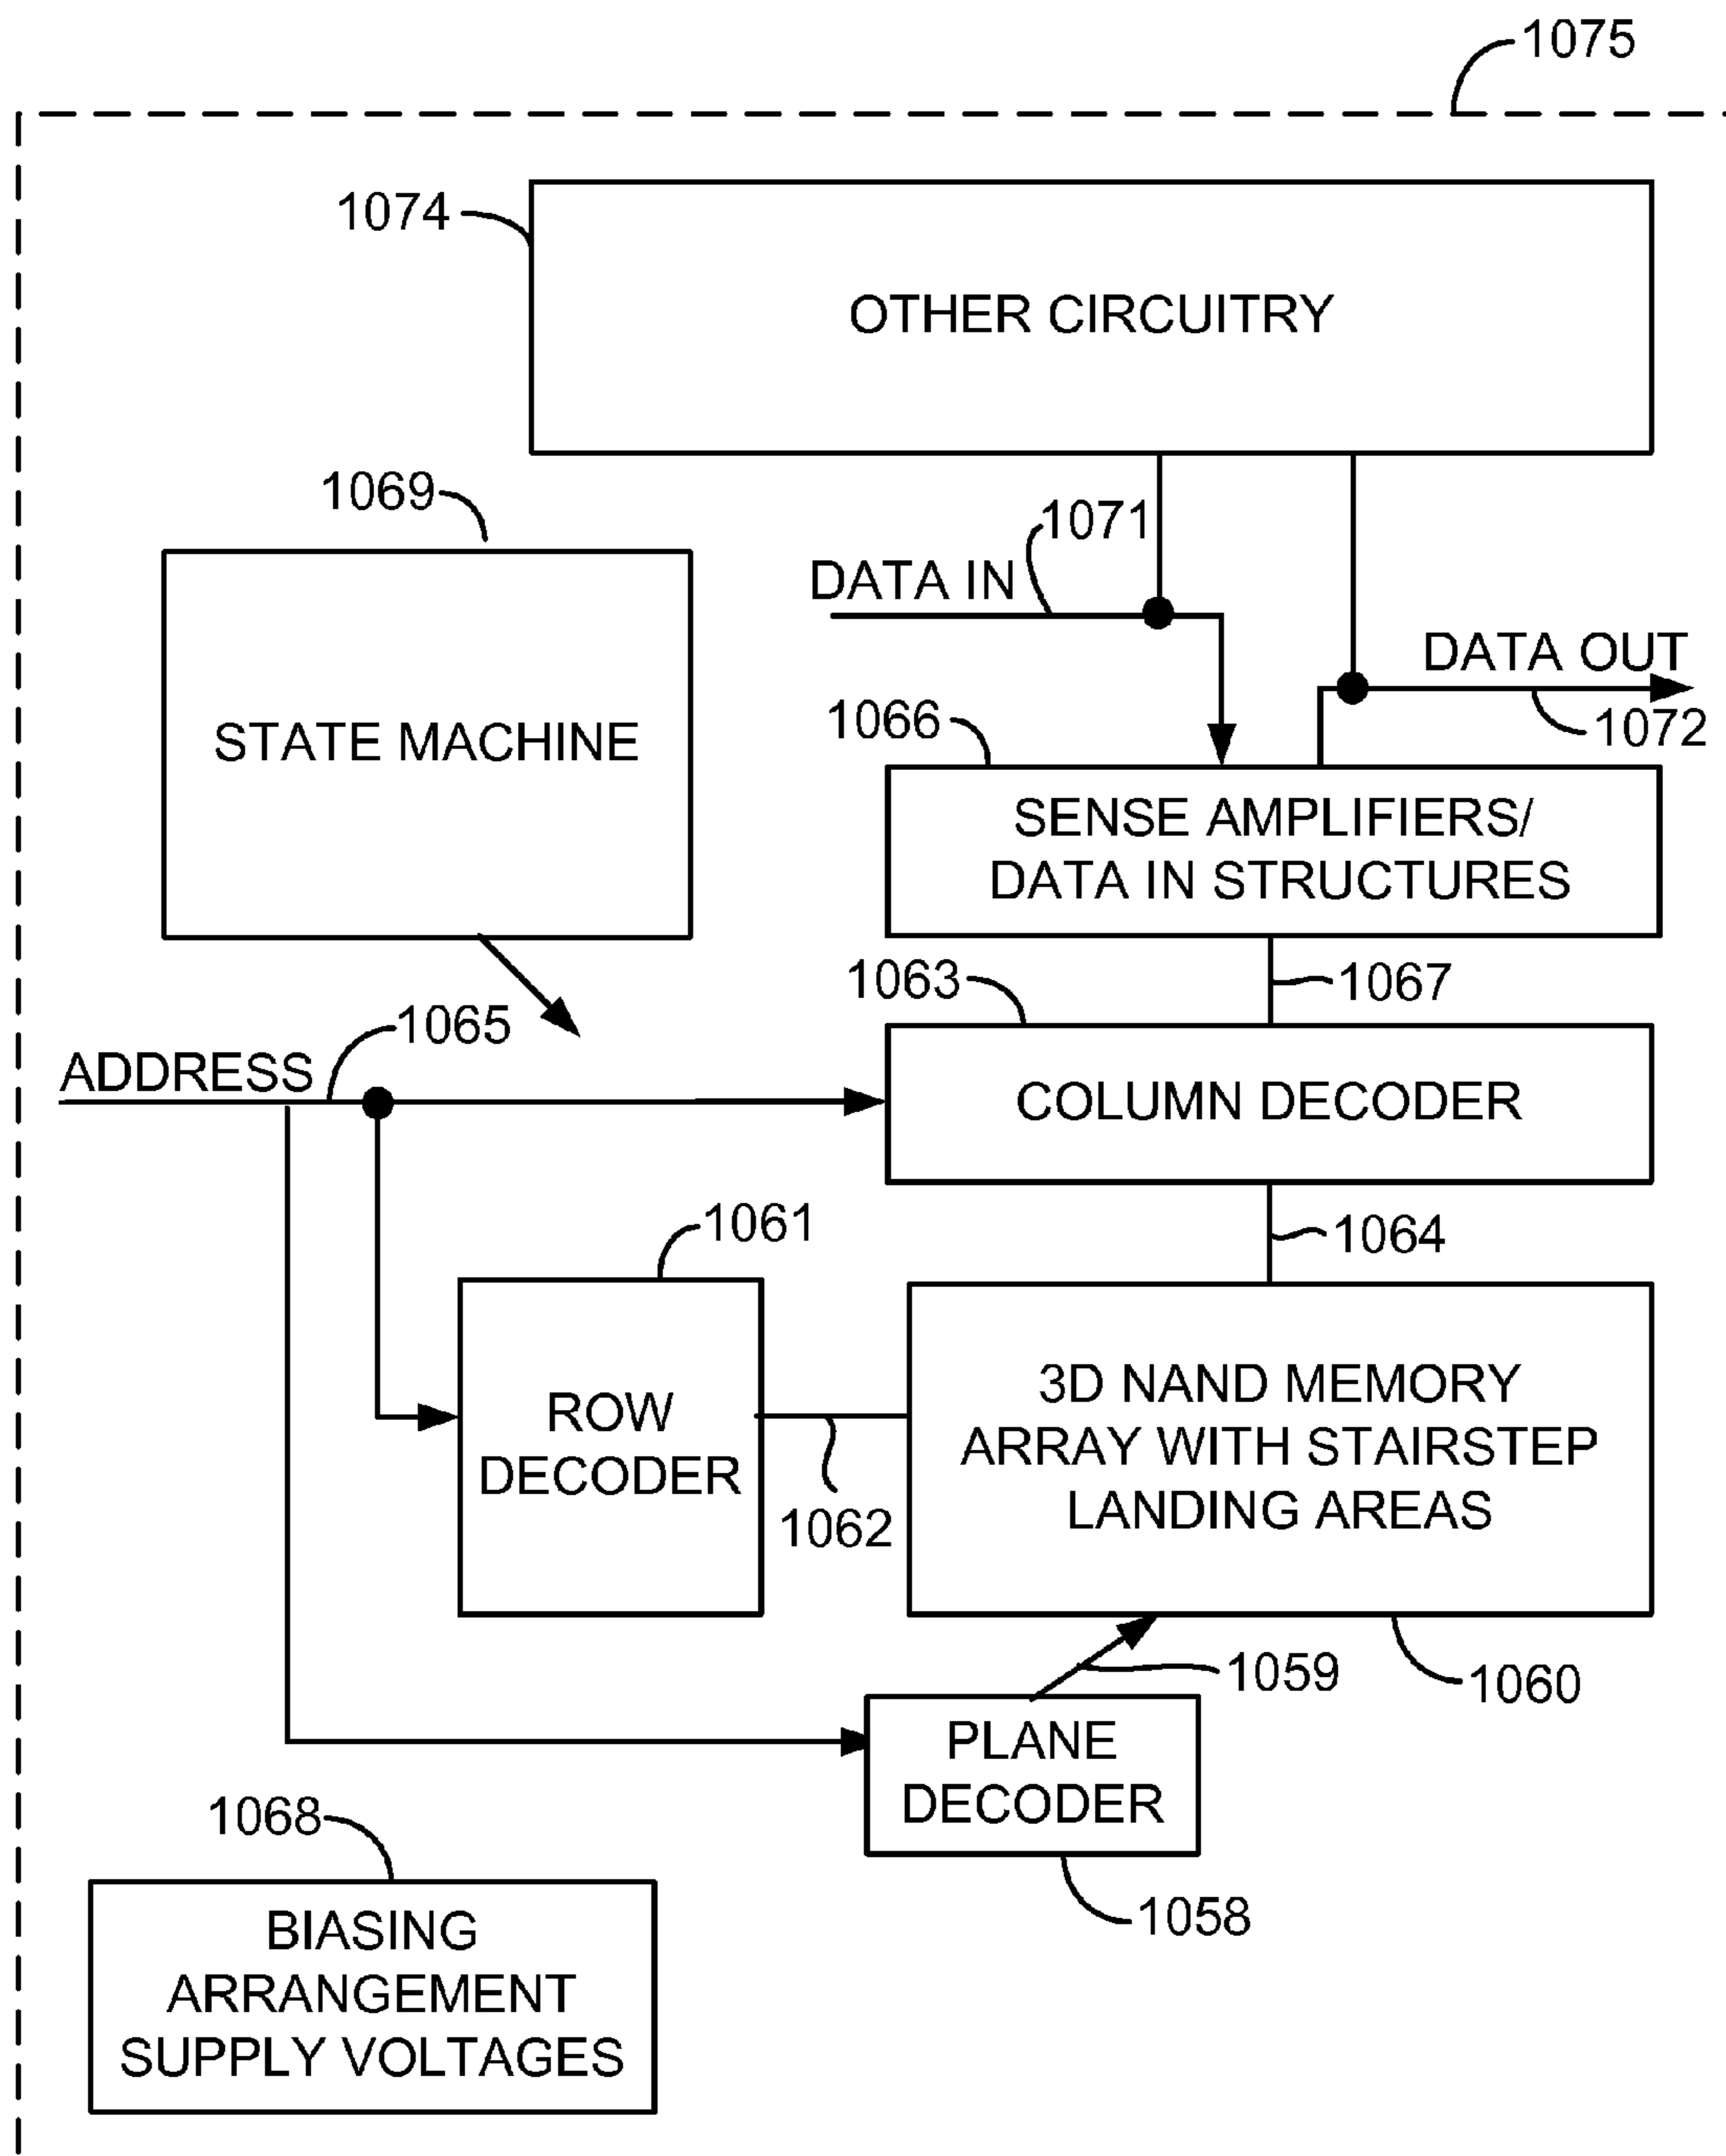 1075
1074
OTHER CIRCUITRY
1069
1071
DATA IN
DATA OUT
1072
STATE MACHINE
1066
SENSE AMPLIFIERS/
DATA IN STRUCTURES
1063
1067
1065
ADDRESS
COLUMN DECODER
1061
1064
ROW
DECODER
1062
3D NAND MEMORY
ARRAY WITH STAIRSTEP
LANDING AREAS
1059
1060
PLANE
DECODER
1058
1068
BIASING
ARRANGEMENT
SUPPLY VOLTAGES